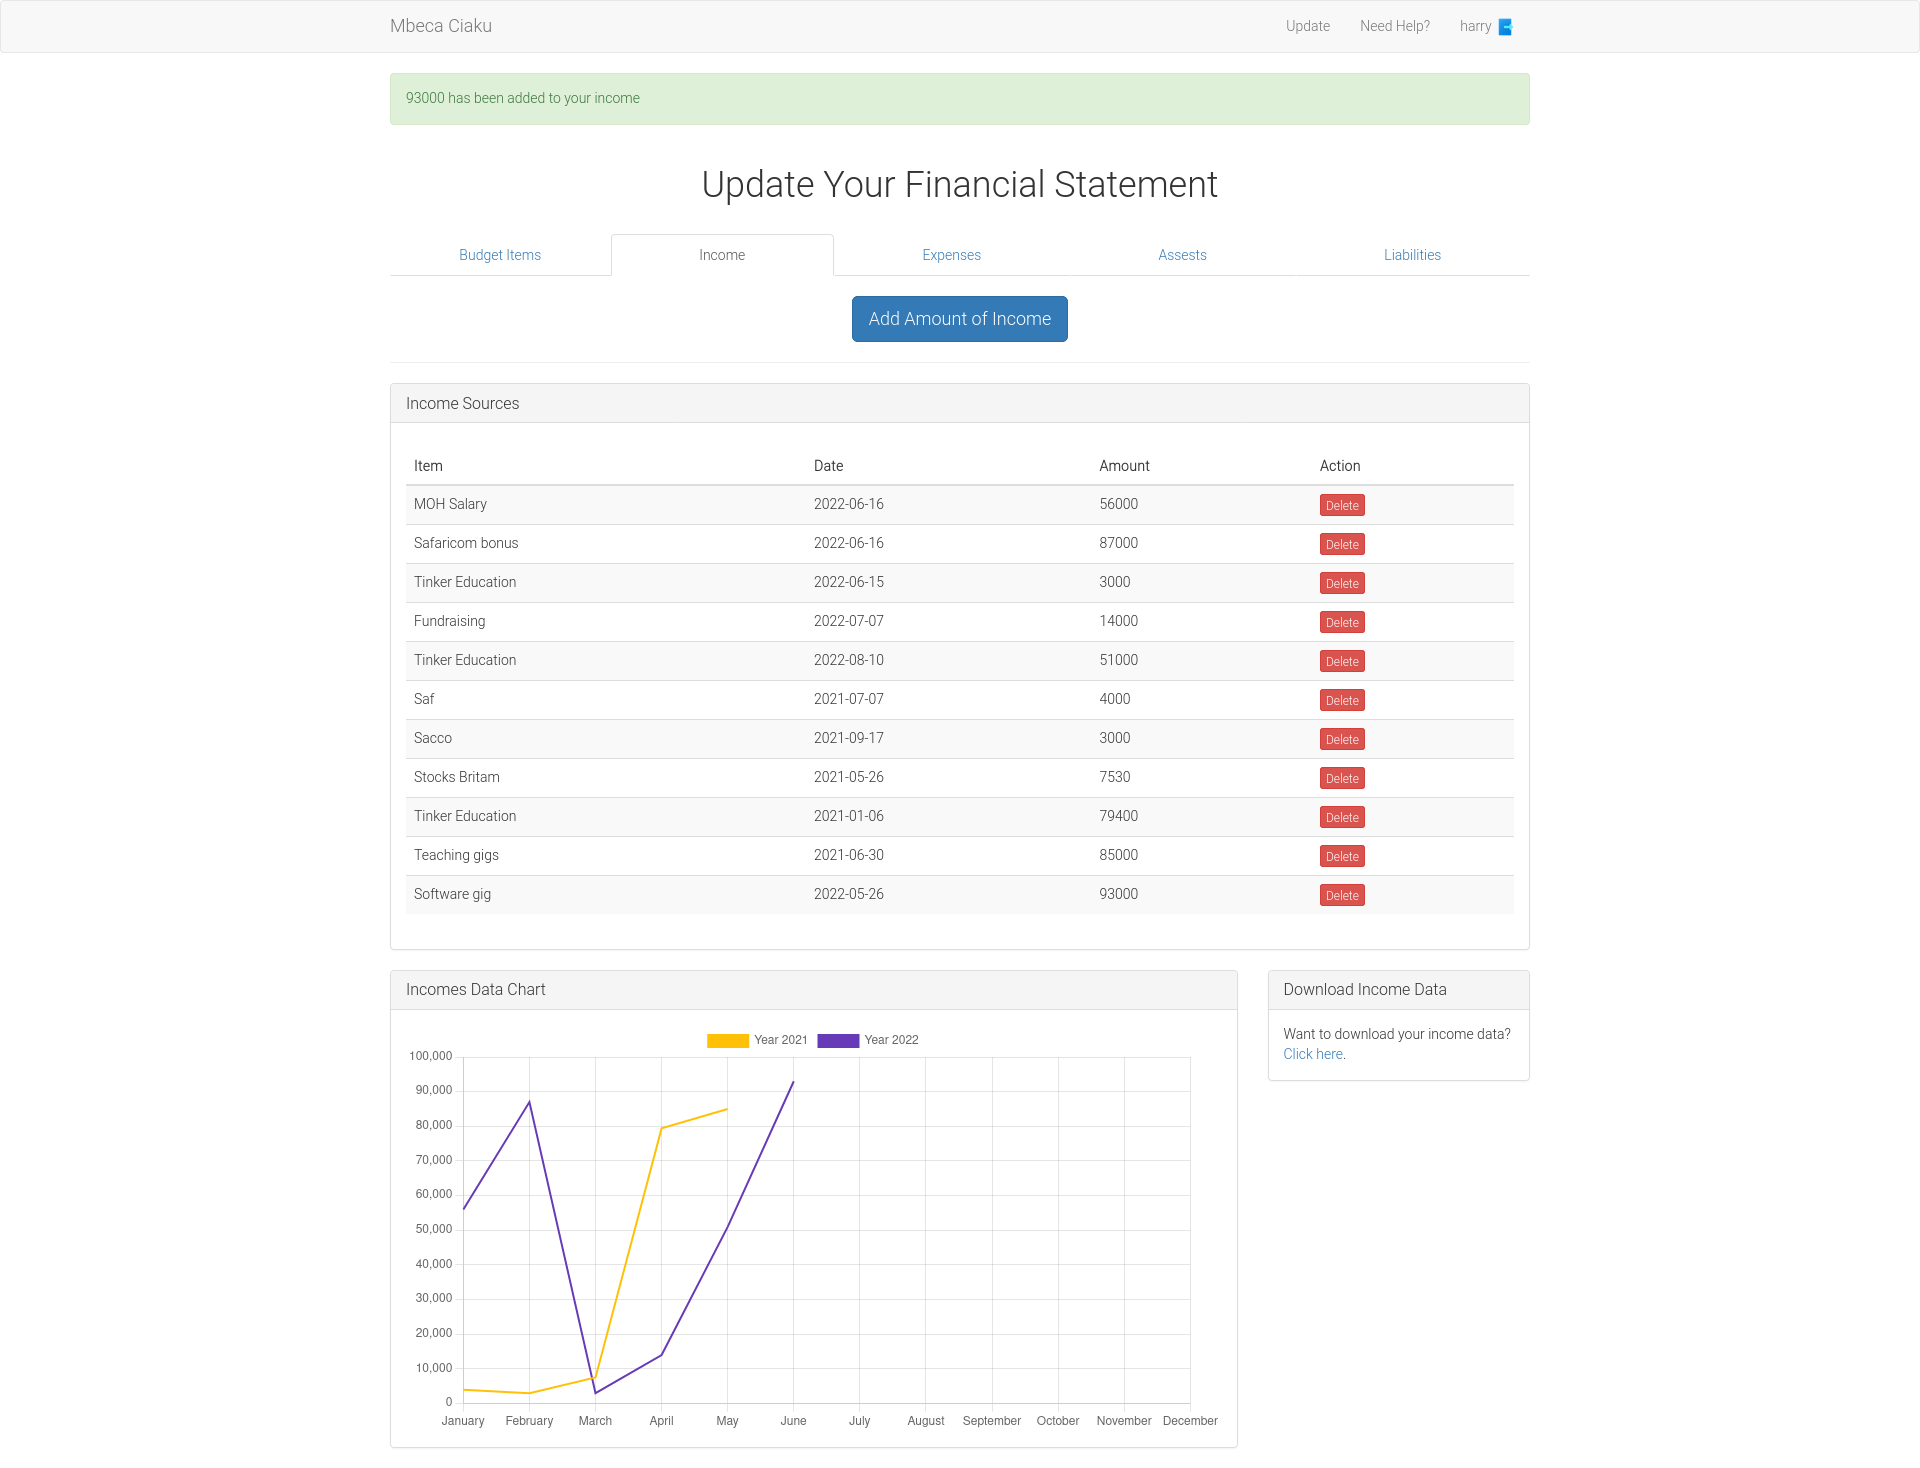 Mbeca Ciaku
Update
Need Help?
harry
93000 has been added to your income
Update Your Financial Statement
Budget Items
Income
Expenses
Assests
Liabilities
Add Amount of Income
Income Sources
Item Date Amount Action
MOH Salary 2022-06-16 56000 Delete
Safaricom bonus 2022-06-16 87000 Delete
Tinker Education 2022-06-15 3000 Delete
Fundraising 2022-07-07 14000 Delete
Tinker Education 2022-08-10 51000 Delete
Saf 2021-07-07 4000 Delete
Sacco 2021-09-17 3000 Delete
Stocks Britam 2021-05-26 7530 Delete
Tinker Education 2021-01-06 79400 Delete
Teaching gigs 2021-06-30 85000 Delete
Software gig 2022-05-26 93000 Delete
Incomes Data Chart
Year 2021 Year 2022
100,000
90,000
80,000
70,000
60,000
50,000
40,000
30,000
20,000
10,000
0
January February March April May June July August September October November December
Download Income Data
Want to download your income data?
Click here.